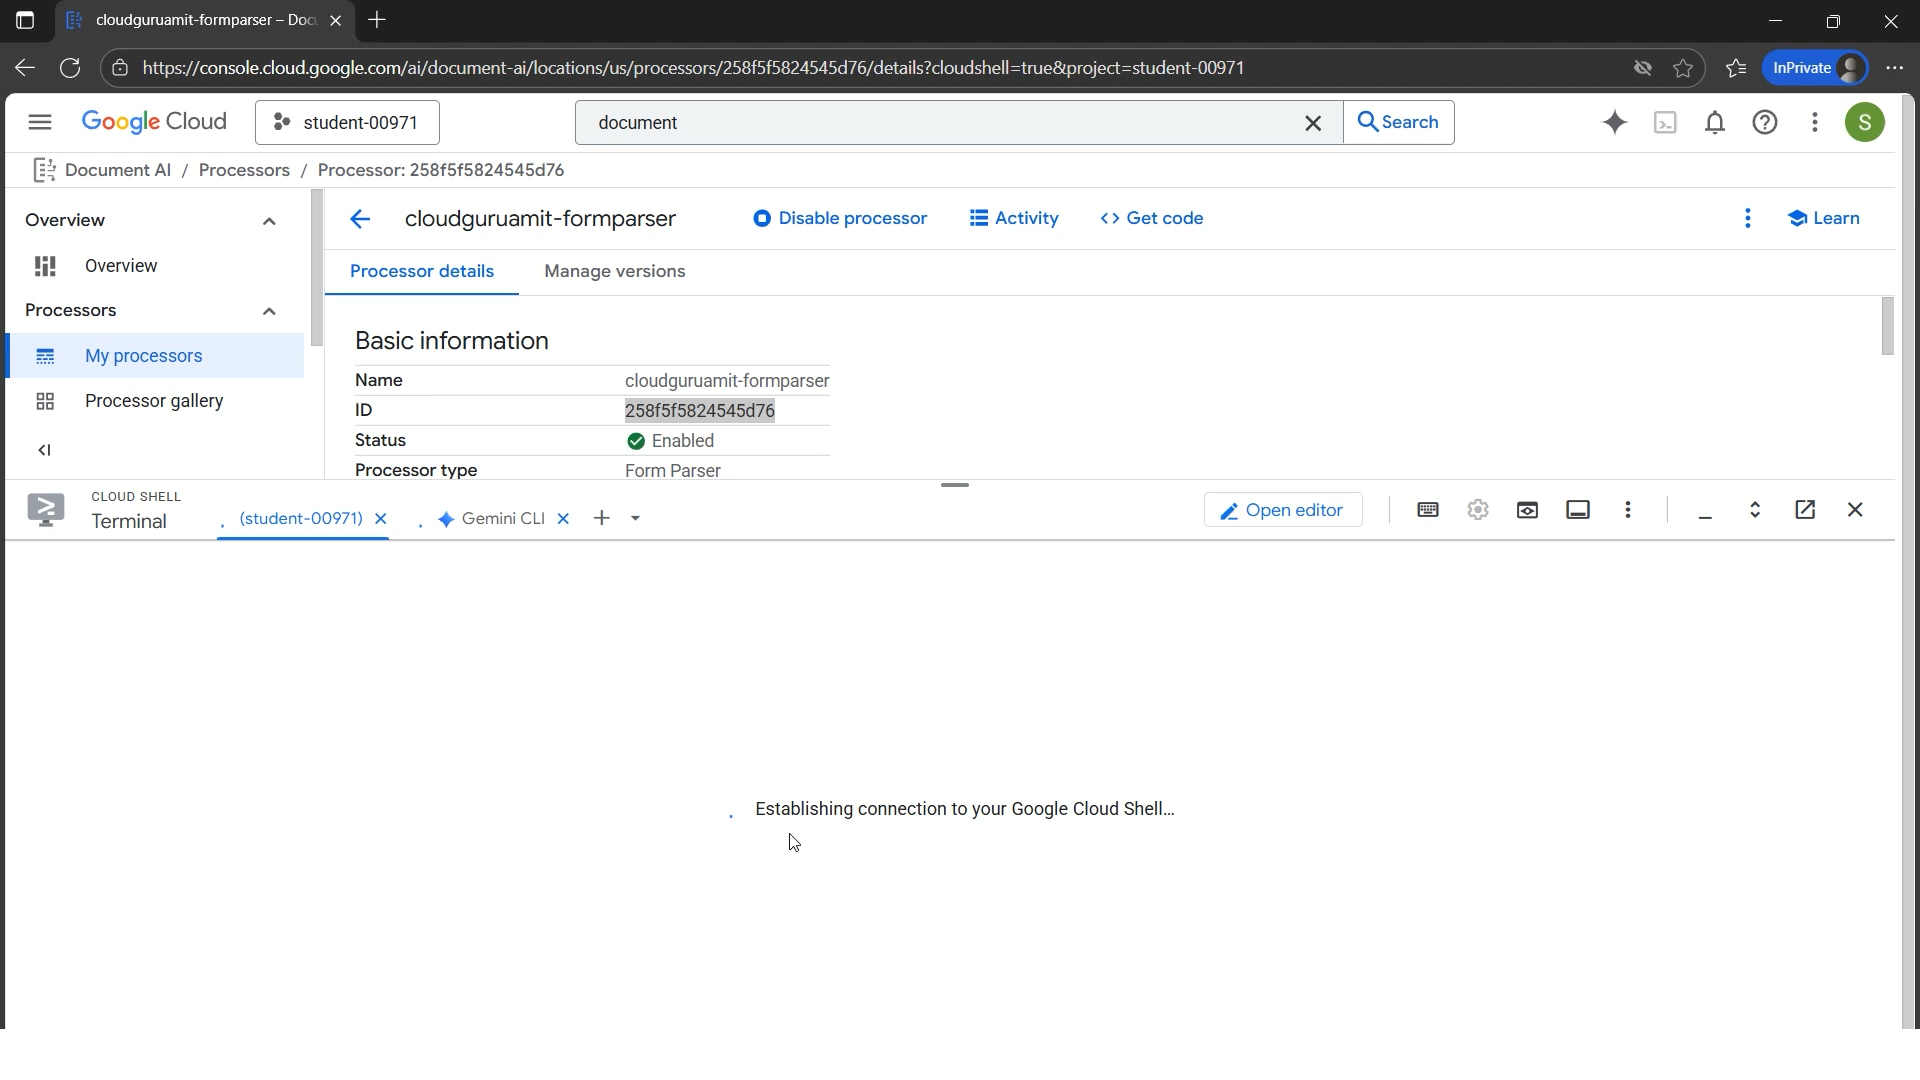 cloudguruamit-formparser – Doc
https://console.cloud.google.com/ai/document-ai/locations/us/processors/258f5f5824545d76/details?cloudshell=true&project=student-00971
InPrivate
Google Cloud
student-00971
document
Search
S
Document AI / Processors / Processor: 258f5f5824545d76
Overview
Overview
Processors
My processors
Processor gallery
cloudguruamit-formparser
Disable processor
Activity
Get code
Learn
Processor details
Manage versions
Basic information
Name cloudguruamit-formparser
ID 258f5f5824545d76
Status Enabled
Processor type Form Parser
CLOUD SHELL
Terminal
(student-00971)
Gemini CLI
Open editor
Establishing connection to your Google Cloud Shell...